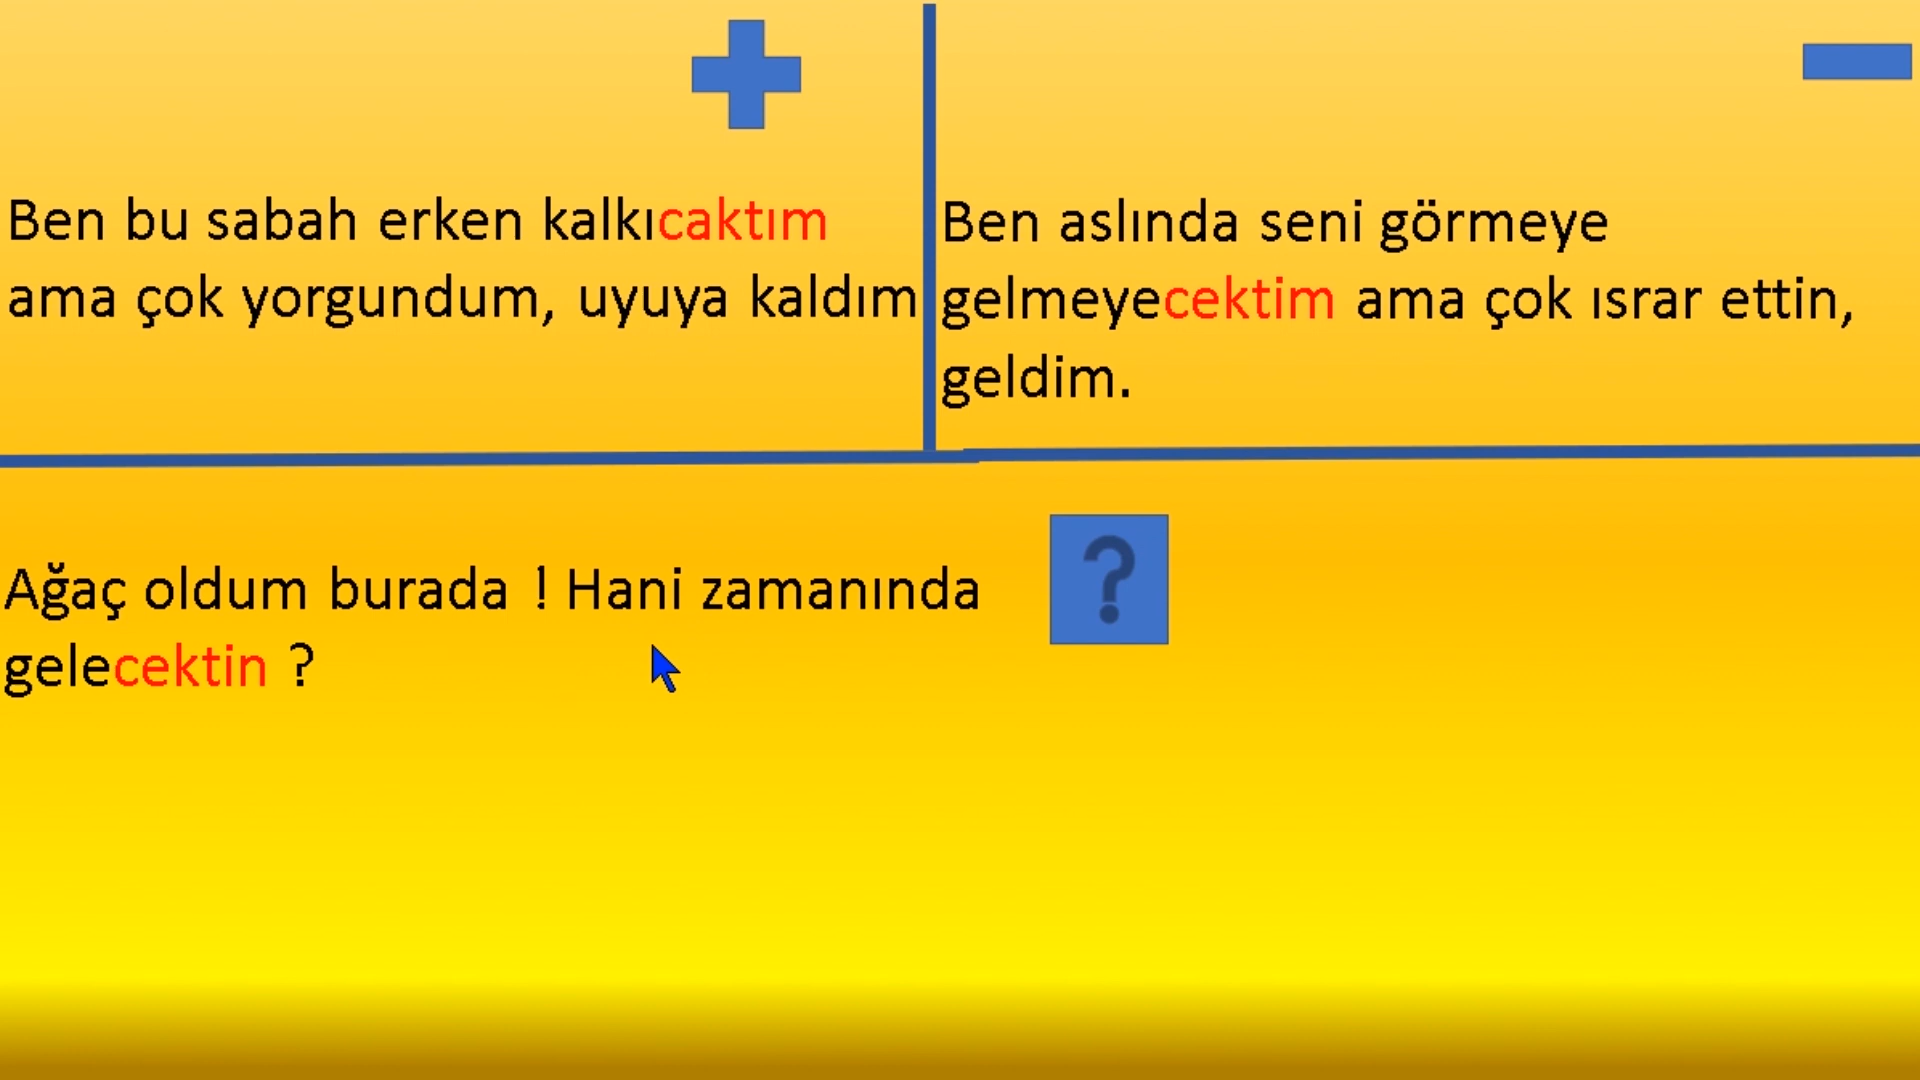 Ben bu sabah erken kalkıcaktım
ama çok yorgundum, uyuya kaldım
Ben aslında seni görmeye
gelmeyecektim ama çok ısrar ettin,
geldim.
Ağaç oldum burada ! Hani zamanında
gelecektin ?
?